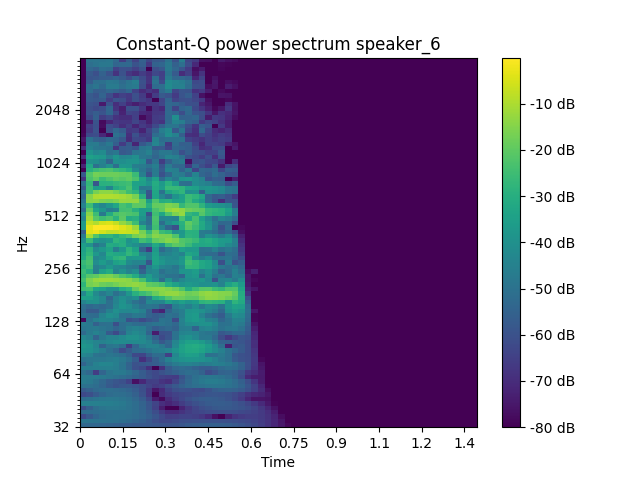 Constant-Q power spectrum speaker_6
Hz
2048
1024
512
256
128
64
32
0 0.15 0.3 0.45 0.6 0.75 0.9 1.1 1.2 1.4
Time
-10 dB
-20 dB
-30 dB
-40 dB
-50 dB
-60 dB
-70 dB
-80 dB